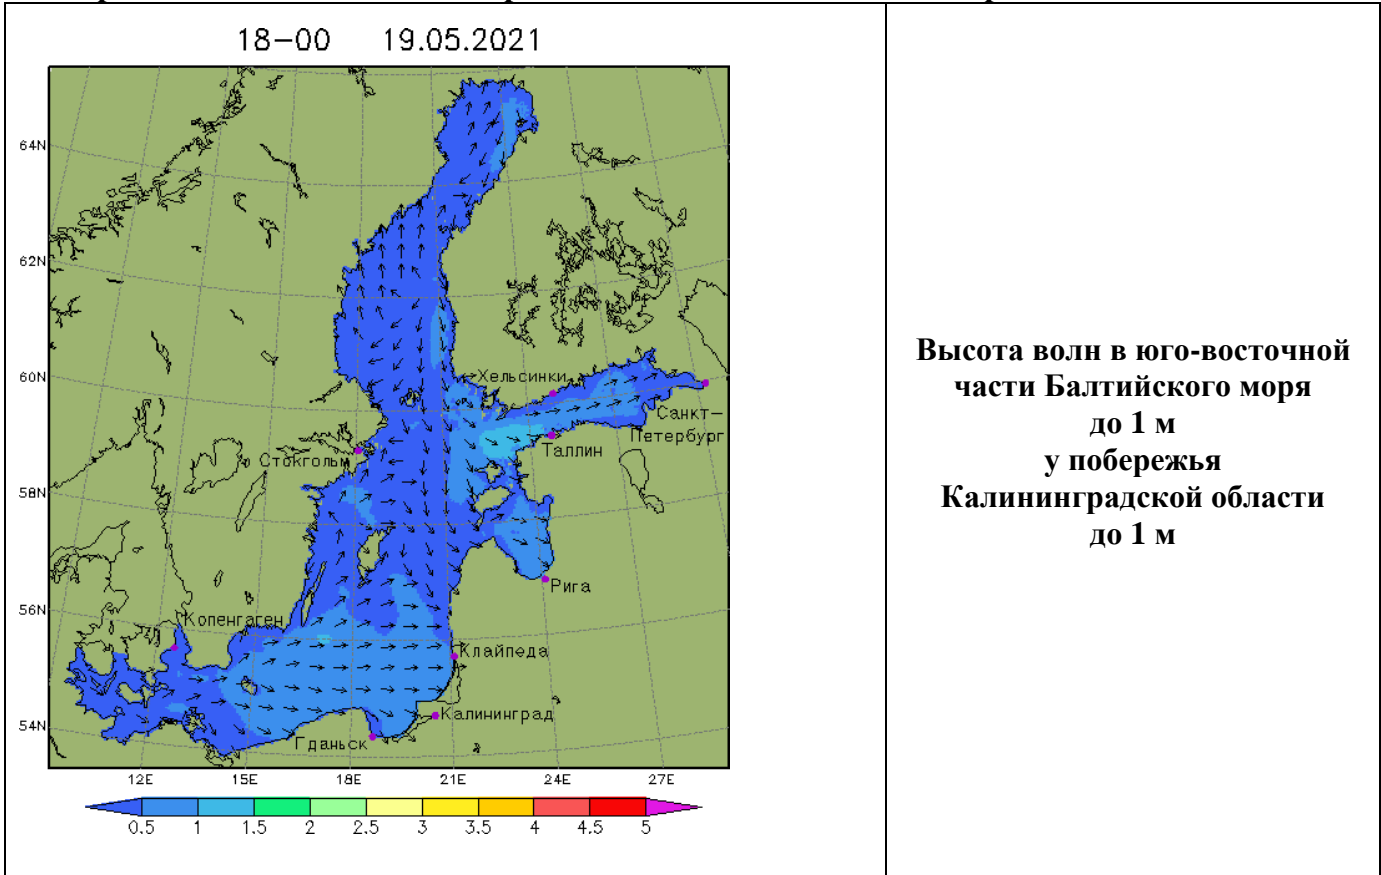 18-00 19.05.2021
64N
62N
60N
58N
56N
54N
Хельсинки
Санкт-
Петербург
Таллин
Стокгольм
Рига
Копенгаген
Клайпеда
Калининград
Гданьск
12E 15E 18E 21E 24E 27E
0.5 1 1.5 2 2.5 3 3.5 4 4.5 5
Высота волн в юго-восточной
части Балтийского моря
до 1 м
у побережья
Калининградской области
до 1 м